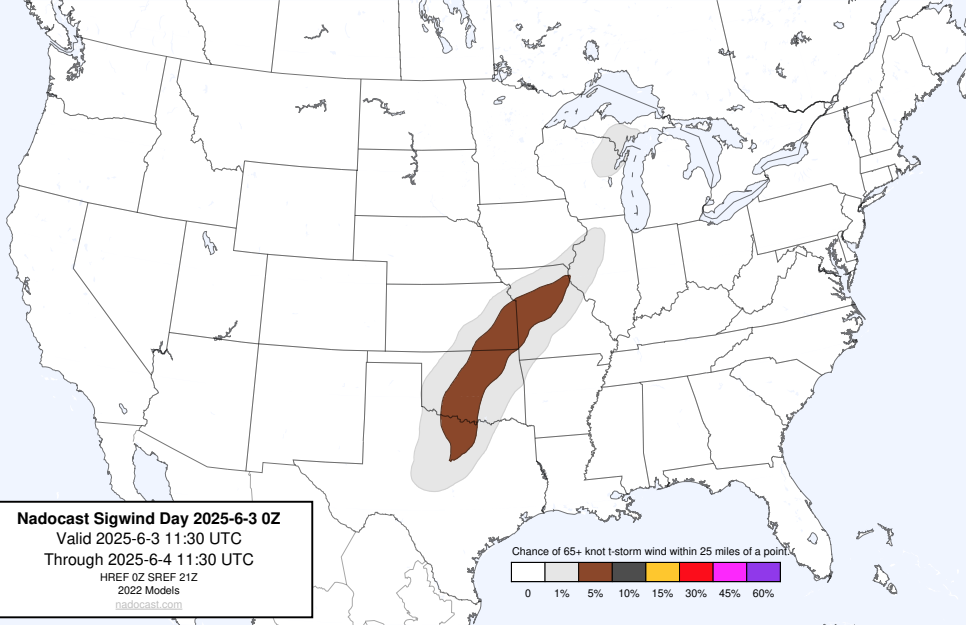 Nadocast Sigwind Day 2025-6-3 0Z
Valid 2025-6-3 11:30 UTC
Through 2025-6-4 11:30 UTC
HREF 0Z SREF 21Z
2022 Models
nadocast.com
Chance of 65+ knot t-storm wind within 25 miles of a point.
0 1% 5% 10% 15% 30% 45% 60%